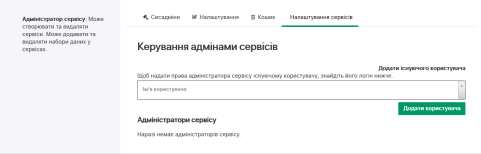 Адміністратор сервісу: Може
створювати та видаляти
сервіси. Може додавати та
видаляти набори даних у
сервісах.
Сисадміни
Налаштування
Кошик
Налаштування сервісів
Керування адмінами сервісів
Додати існуючого користувача
Щоб надати права адміністратора сервісу існуючому користувачу, знайдіть його логін нижче.
Ім'я користувача
Додати користувача
Адміністратори сервісу
Наразі немає адміністраторів сервісу.